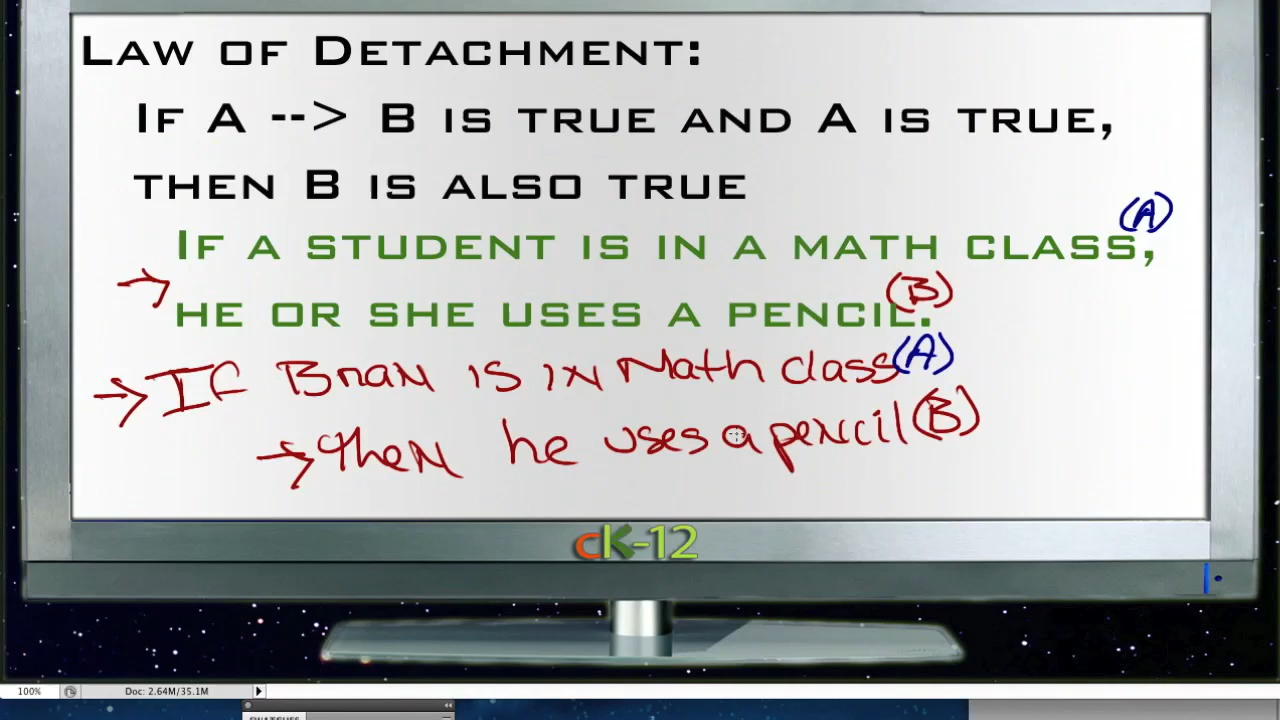 LAW OF DETACHMENT:
IF A --> B IS TRUE AND A IS TRUE,
THEN B IS ALSO TRUE
(A)
IF A STUDENT IS IN A MATH CLASS,
→ HE OR SHE USES A PENCIL. (B)
→ If Brian is in Math class (A)
→ then he uses a pencil (B)
cK-12
100% Doc: 2.64M/35.1M
SWATCHES